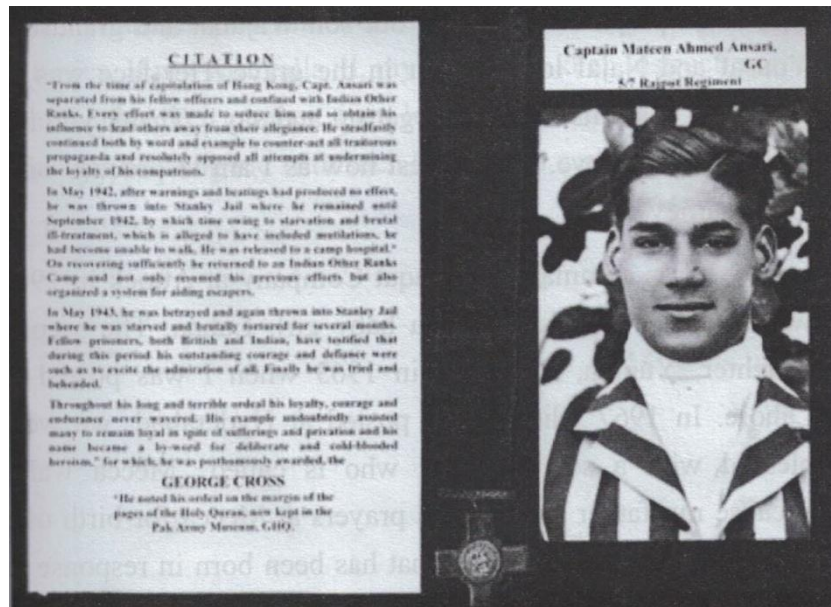 CITATION
"From the time of capitulation of Hong Kong, Capt. Ansari was
separated from his fellow officers and confined with Indian Other
Ranks. Every effort was made to seduce him and so obtain his
influence to lead others away from their allegiance. He steadfastly
continued both by word and example to counter-act all traitorous
propaganda and resolutely opposed all attempts at undermining
the loyalty of his compatriots.
In May 1942, after warnings and beatings had produced no effect,
he was thrown into Stanley Jail where he remained until
September 1942, by which time owing to starvation and brutal
ill-treatment, which is alleged to have included mutilations, he
had become unable to walk. He was released to a camp hospital."
On recovering sufficiently he returned to an Indian Other Ranks
Camp and not only resumed his previous efforts but also
organized a system for aiding escapers.
In May 1943, he was betrayed and again thrown into Stanley Jail
where he was starved and brutally tortured for several months.
Fellow prisoners, both British and Indian, have testified that
during this period his outstanding courage and defiance were
such as to excite the admiration of all. Finally he was tried and
beheaded.
Throughout his long and terrible ordeal his loyalty, courage and
endurance never wavered. His example undoubtedly assisted
many to remain loyal in spite of sufferings and privation and his
name became a by-word for deliberate and cold-blooded
heroism," for which, he was posthumously awarded, the
GEORGE CROSS
"He noted his ordeal on the margin of the
pages of the Holy Quran, now kept in the
Pak Army Museum, GHQ.
Captain Mateen Ahmed Ansari,
GC
5/7 Rajput Regiment